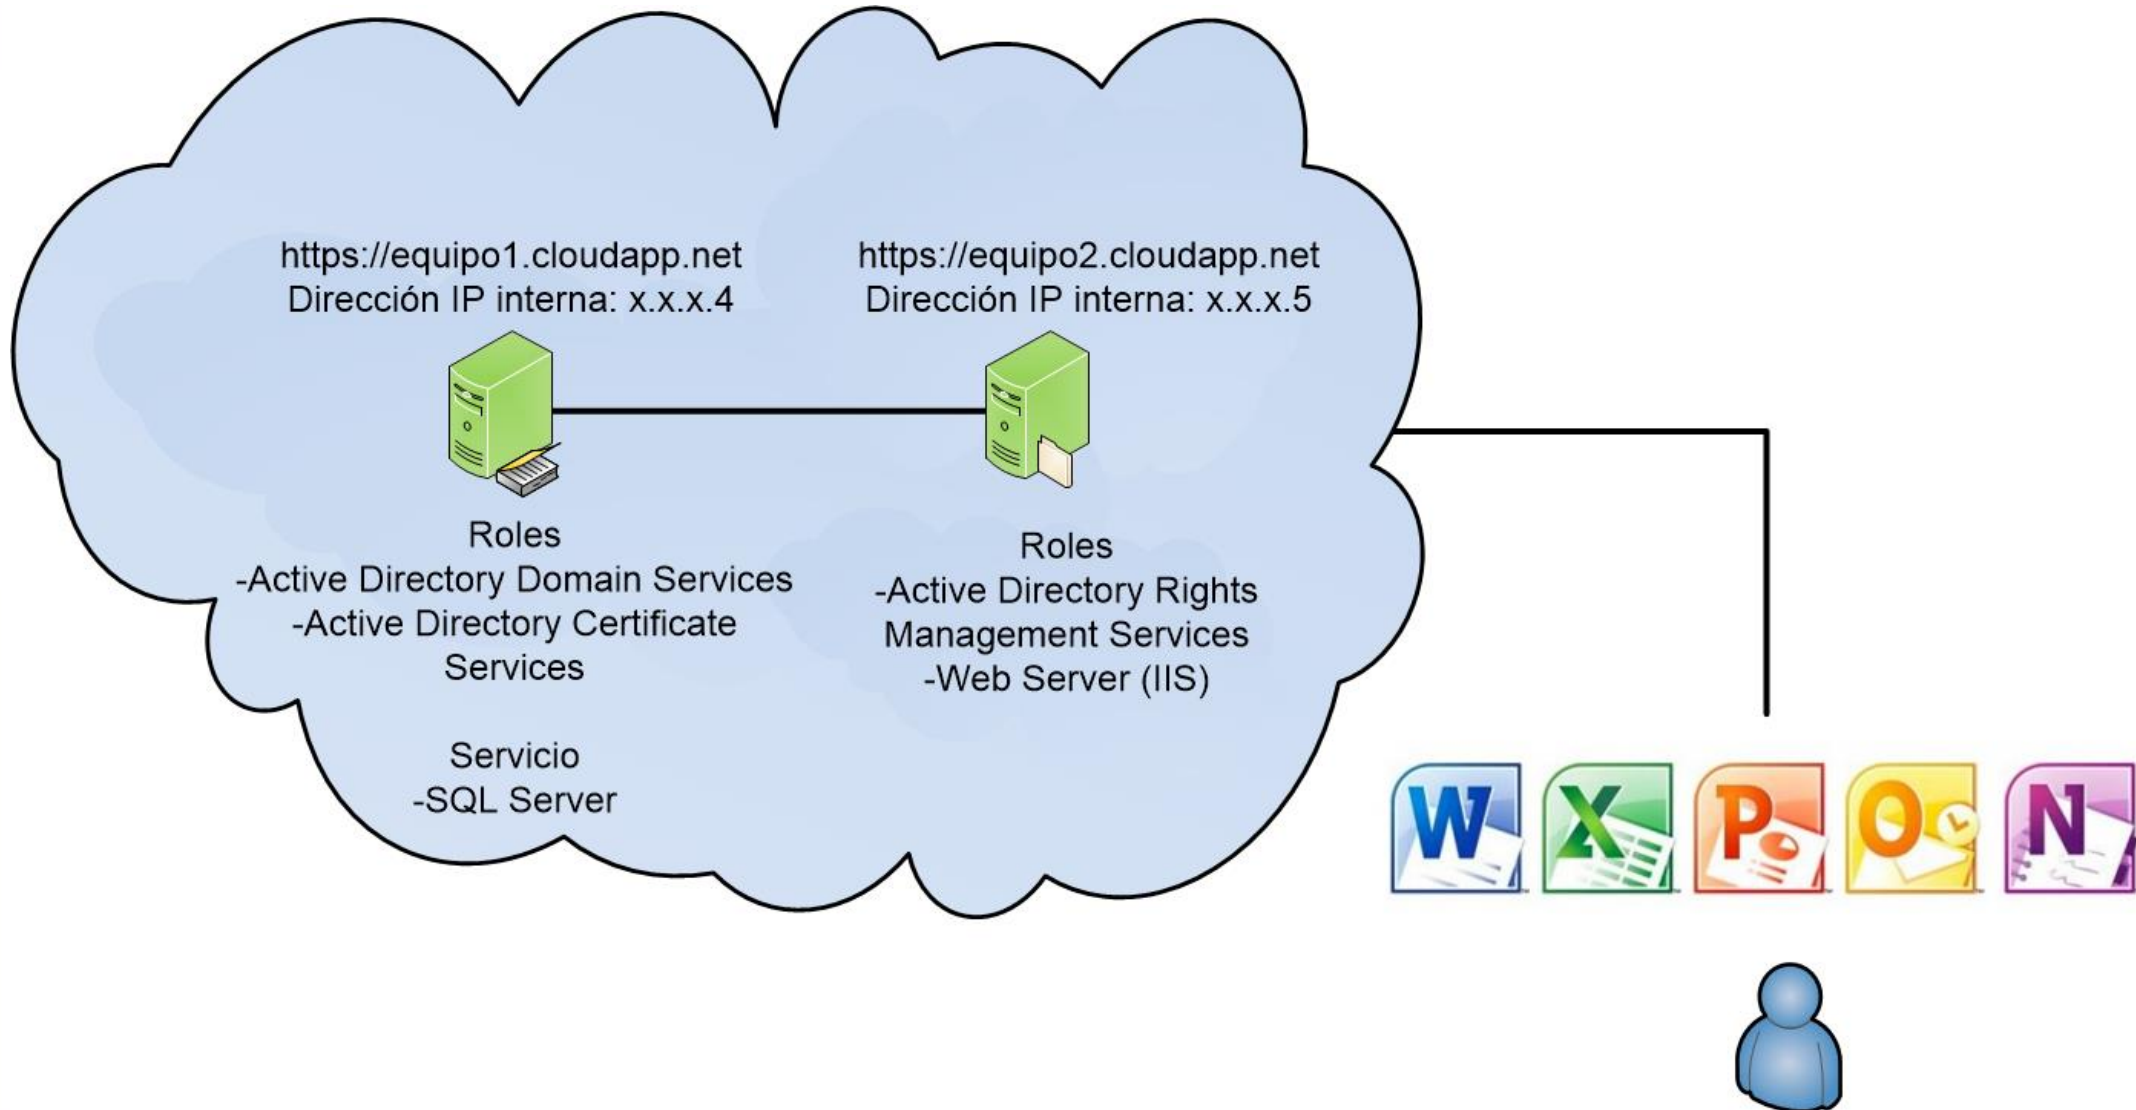 https://equipo1.cloudapp.net
Dirección IP interna: x.x.x.4
https://equipo2.cloudapp.net
Dirección IP interna: x.x.x.5
Roles
-Active Directory Domain Services
-Active Directory Certificate
Services
Servicio
-SQL Server
Roles
-Active Directory Rights
Management Services
-Web Server (IIS)
W X P O N